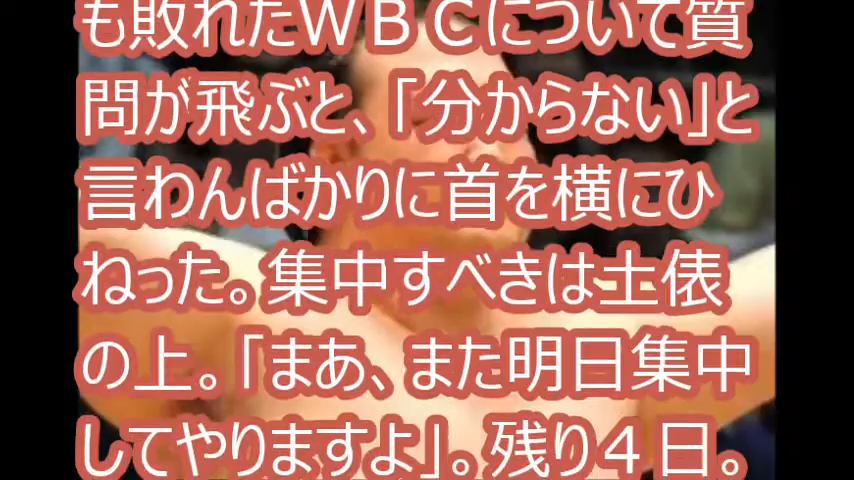 も敗れたＷＢＣについて質
問が飛ぶと、「分からない」と
言わんばかりに首を横にひ
ねった。集中すべきは土俵
の上。「まあ、また明日集中
してやりますよ」。残り４日。